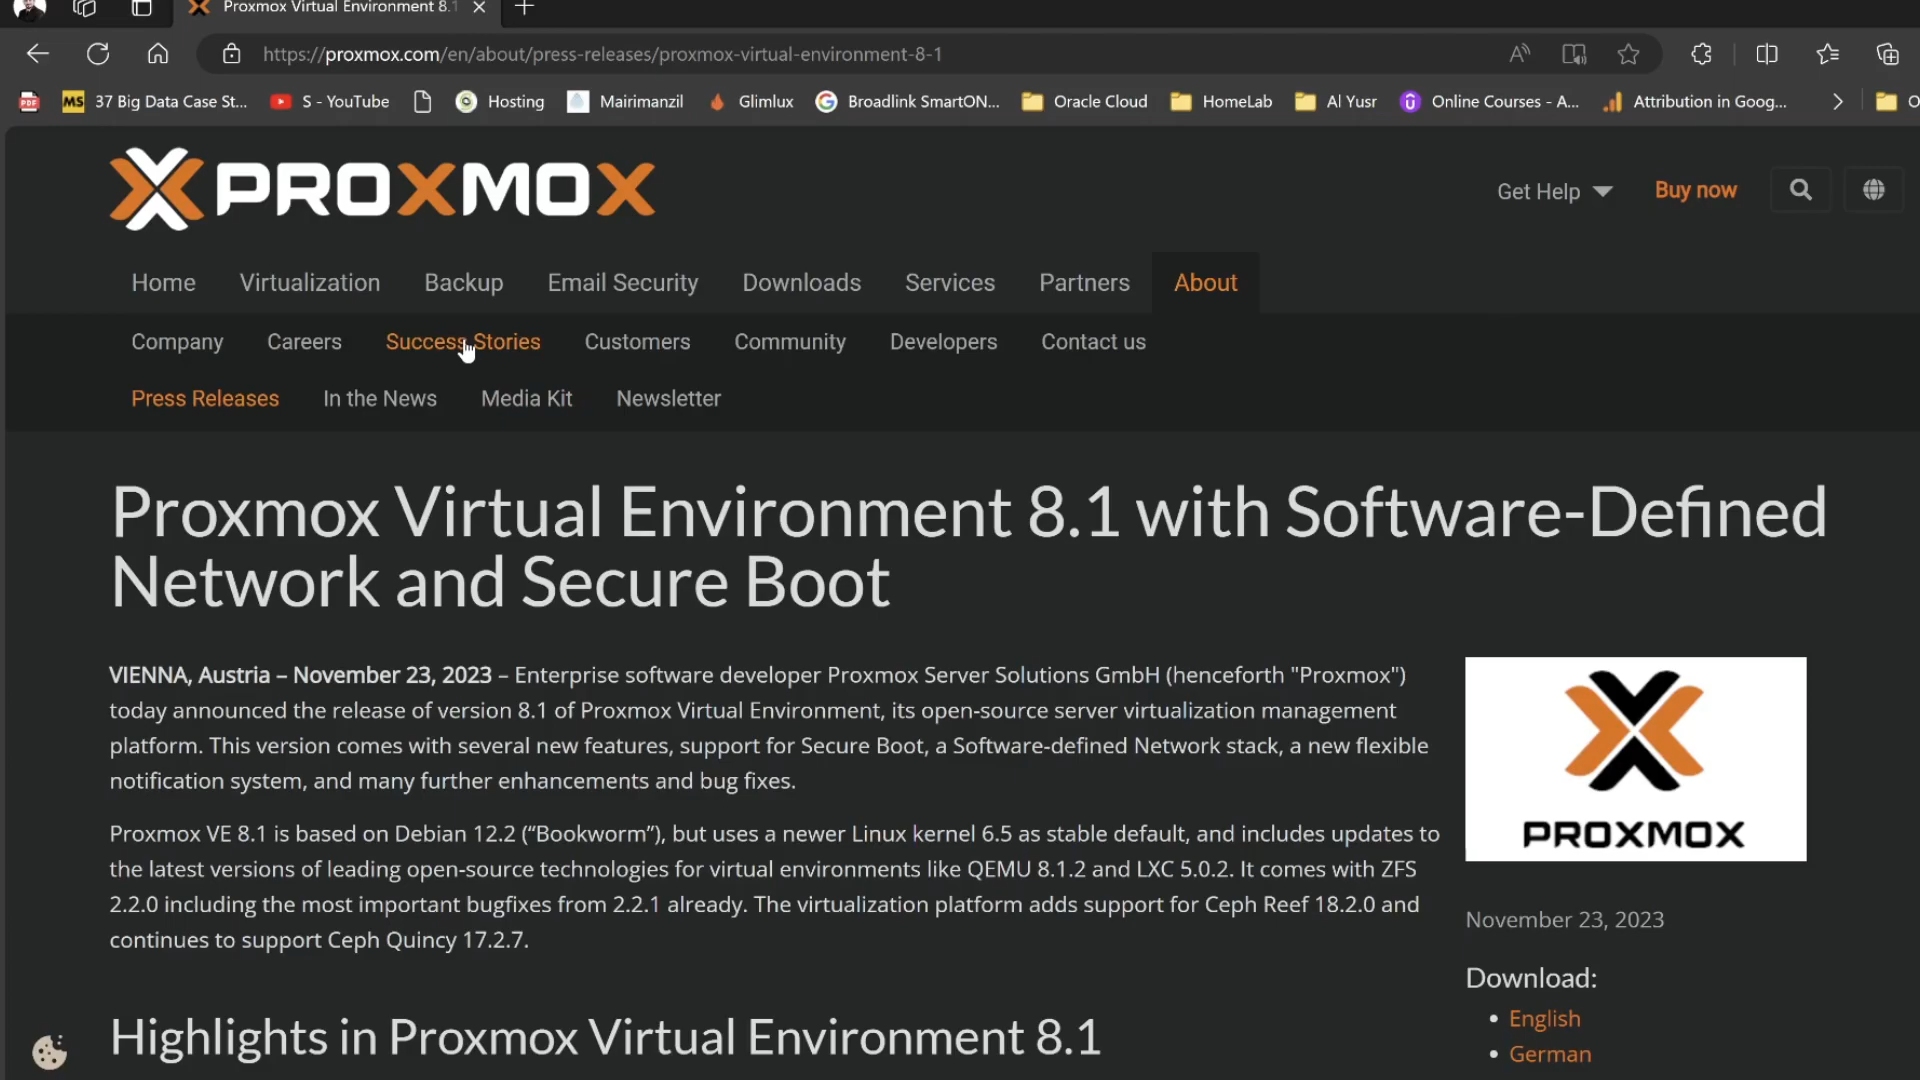 Proxmox Virtual Environment 8.1
https://proxmox.com/en/about/press-releases/proxmox-virtual-environment-8-1
PDF
MS 37 Big Data Case St... S - YouTube Hosting Mairimanzil Glimlux Broadlink SmartON... Oracle Cloud HomeLab Al Yusr Online Courses - A... Attribution in Goog... O
PROXMOX
Get Help Buy now
Home Virtualization Backup Email Security Downloads Services Partners About
Company Careers Success Stories Customers Community Developers Contact us
Press Releases In the News Media Kit Newsletter
Proxmox Virtual Environment 8.1 with Software-Defined
Network and Secure Boot
VIENNA, Austria – November 23, 2023 – Enterprise software developer Proxmox Server Solutions GmbH (henceforth "Proxmox")
today announced the release of version 8.1 of Proxmox Virtual Environment, its open-source server virtualization management
platform. This version comes with several new features, support for Secure Boot, a Software-defined Network stack, a new flexible
notification system, and many further enhancements and bug fixes.
Proxmox VE 8.1 is based on Debian 12.2 (“Bookworm”), but uses a newer Linux kernel 6.5 as stable default, and includes updates to
the latest versions of leading open-source technologies for virtual environments like QEMU 8.1.2 and LXC 5.0.2. It comes with ZFS
2.2.0 including the most important bugfixes from 2.2.1 already. The virtualization platform adds support for Ceph Reef 18.2.0 and
continues to support Ceph Quincy 17.2.7.
Highlights in Proxmox Virtual Environment 8.1
PROXMOX
November 23, 2023
Download:
• English
• German